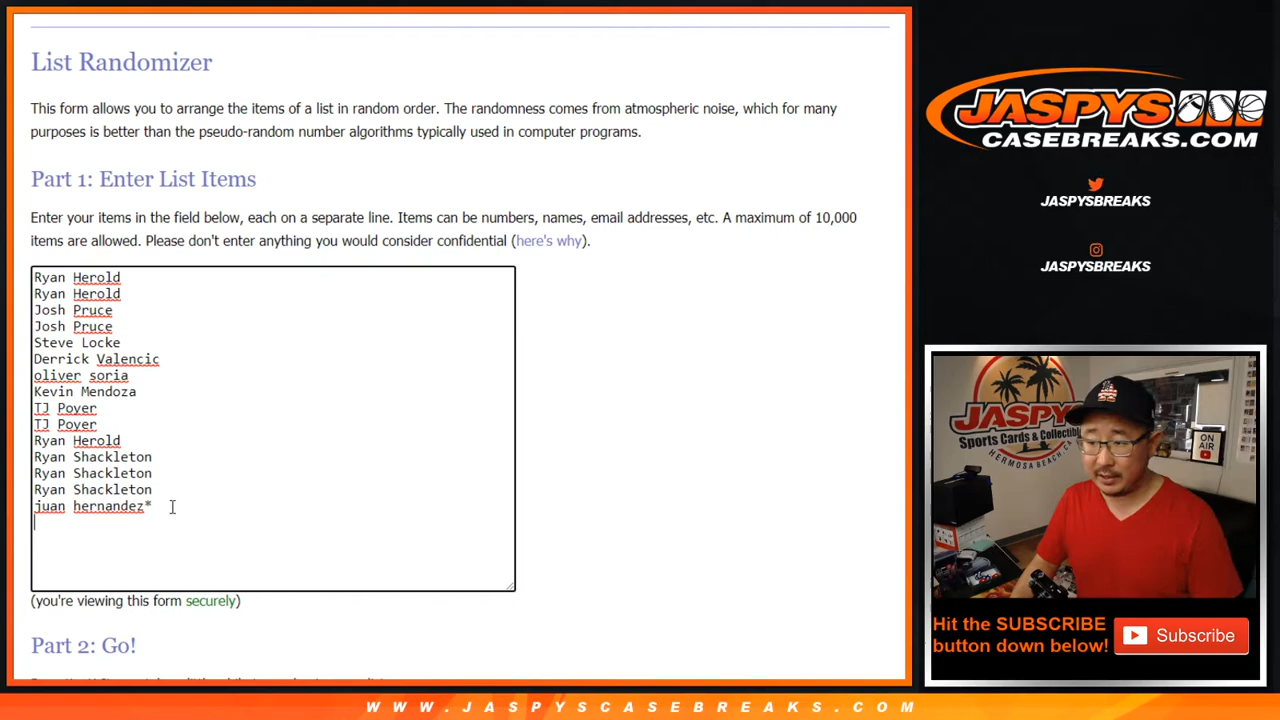 List Randomizer
This form allows you to arrange the items of a list in random order. The randomness comes from atmospheric noise, which for many
purposes is better than the pseudo-random number algorithms typically used in computer programs.
Part 1: Enter List Items
Enter your items in the field below, each on a separate line. Items can be numbers, names, email addresses, etc. A maximum of 10,000
items are allowed. Please don't enter anything you would consider confidential (here's why).
Ryan Herold
Ryan Herold
Josh Pruce
Josh Pruce
Steve Locke
Derrick Valencic
oliver soria
Kevin Mendoza
TJ Poyer
TJ Poyer
Ryan Herold
Ryan Shackleton
Ryan Shackleton
Ryan Shackleton
juan hernandez*
(you're viewing this form securely)
Part 2: Go!
JASPYS
CASEBREAKS.COM
JASPYSBREAKS
JASPYSBREAKS
JASPYS
Sports Cards & Collectibles
HERMOSA BEACH, CA
ON AIR
Hit the SUBSCRIBE
button down below!
Subscribe
WWW.JASPYSCASEBREAKS.COM